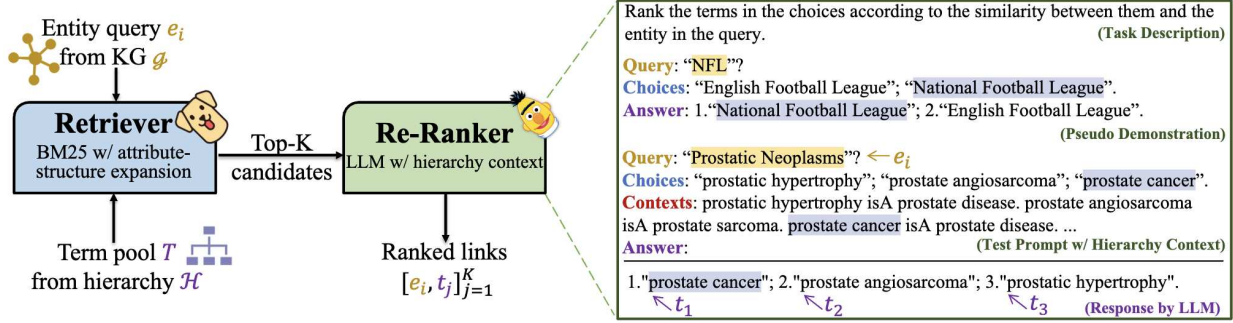 Entity query e_i
from KG 𝒢
Retriever
BM25 w/ attribute-
structure expansion
Term pool T
from hierarchy ℋ
Top-K
candidates
Re-Ranker
LLM w/ hierarchy context
Ranked links
[e_i, t_j]_{j=1}^{K}
Rank the terms in the choices according to the similarity between them and the
entity in the query.
(Task Description)
Query: “NFL”?
Choices: “English Football League”; “National Football League”.
Answer: 1.“National Football League”; 2.“English Football League”.
(Pseudo Demonstration)
Query: “Prostatic Neoplasms”? ← e_i
Choices: “prostatic hypertrophy”; “prostate angiosarcoma”; “prostate cancer”.
Contexts: prostatic hypertrophy isA prostate disease. prostate angiosarcoma
isA prostate sarcoma. prostate cancer isA prostate disease. ...
Answer:
(Test Prompt w/ Hierarchy Context)
1."prostate cancer"; 2."prostate angiosarcoma"; 3."prostatic hypertrophy".
t_1 t_2 t_3
(Response by LLM)